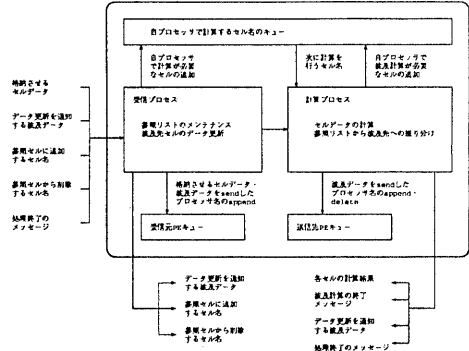 自プロセッサで計算するセル名のキュー
自プロセッサ
で計算が必要
なセルの追加
次に計算を
行うセル名
自プロセッサで
波及計算が必要
なセルの追加
格納させる
セルデータ
データ更新を通知
する波及データ
参照セルに追加
するセル名
参照セルから削除
するセル名
処理終了の
メッセージ
受信プロセス
参照リストのメンテナンス
波及先セルのデータ更新
計算プロセス
セルデータの計算
参照リストから波及先への振り分け
格納させるセルデータ・
波及データをsendした
プロセッサ名のappend
波及データをsendした
プロセッサ名のappend・
delete
受信元PEキュー
送信先PEキュー
データ更新を通知
する波及データ
参照セルに追加
するセル名
参照セルから削除
するセル名
各セルの計算結果
波及計算の終了
メッセージ
データ更新を通知
する波及データ
処理終了のメッセージ